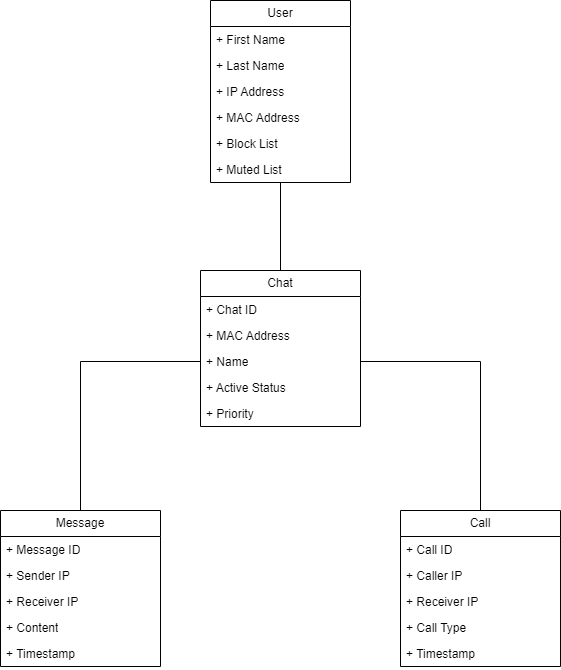 User
+ First Name
+ Last Name
+ IP Address
+ MAC Address
+ Block List
+ Muted List
Chat
+ Chat ID
+ MAC Address
+ Name
+ Active Status
+ Priority
Message
+ Message ID
+ Sender IP
+ Receiver IP
+ Content
+ Timestamp
Call
+ Call ID
+ Caller IP
+ Receiver IP
+ Call Type
+ Timestamp